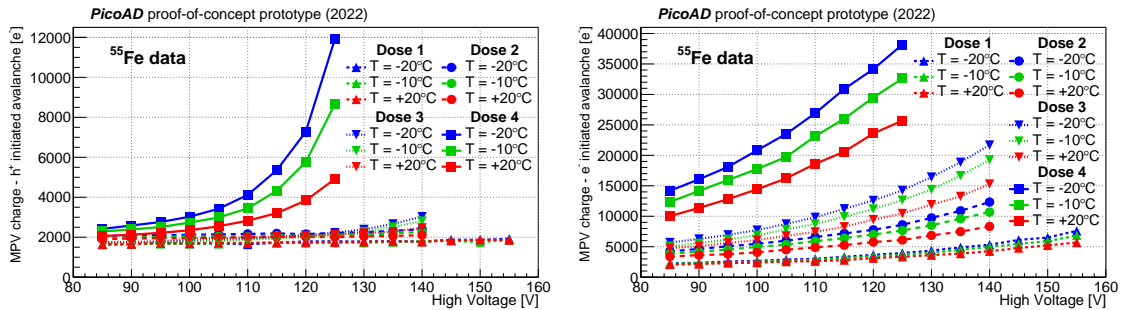 PicoAD proof-of-concept prototype (2022)
MPV charge - h⁺ initiated avalanche [e⁻]
12000
10000
8000
6000
4000
2000
0
⁵⁵Fe data
Dose 1 Dose 2
T = -20°C T = -20°C
T = -10°C T = -10°C
T = +20°C T = +20°C
Dose 3 Dose 4
T = -20°C T = -20°C
T = -10°C T = -10°C
T = +20°C T = +20°C
80 90 100 110 120 130 140 150 160
High Voltage [V]
PicoAD proof-of-concept prototype (2022)
MPV charge - e⁻ initiated avalanche [e⁻]
40000
35000
30000
25000
20000
15000
10000
5000
0
⁵⁵Fe data
Dose 1 Dose 2
T = -20°C T = -20°C
T = -10°C T = -10°C
T = +20°C T = +20°C
Dose 3
T = -20°C
T = -10°C
T = +20°C
Dose 4
T = -20°C
T = -10°C
T = +20°C
80 90 100 110 120 130 140 150 160
High Voltage [V]